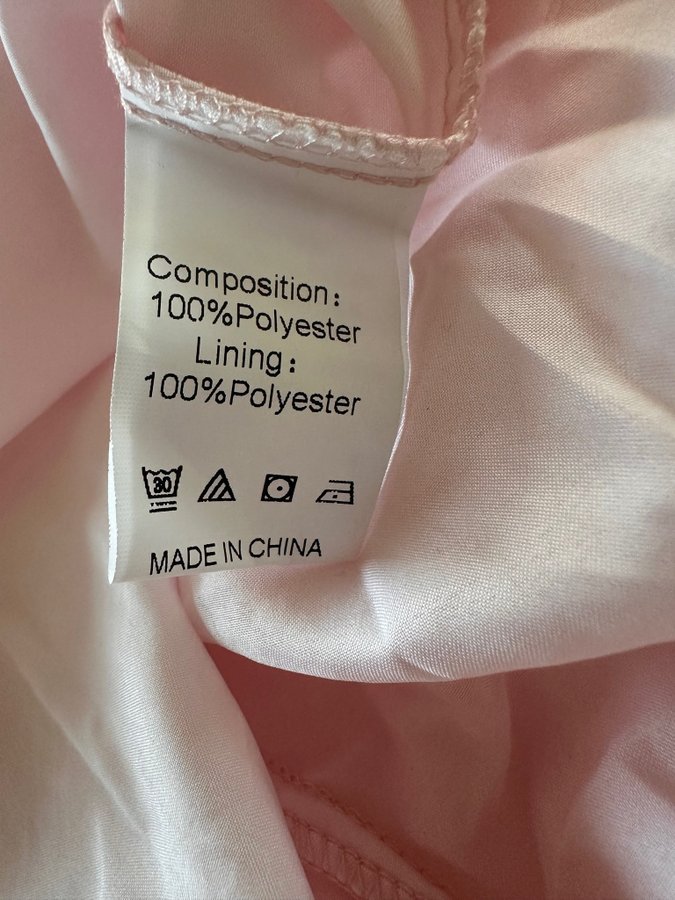 Composition：
100%Polyester
Lining：
100%Polyester
30
MADE IN CHINA